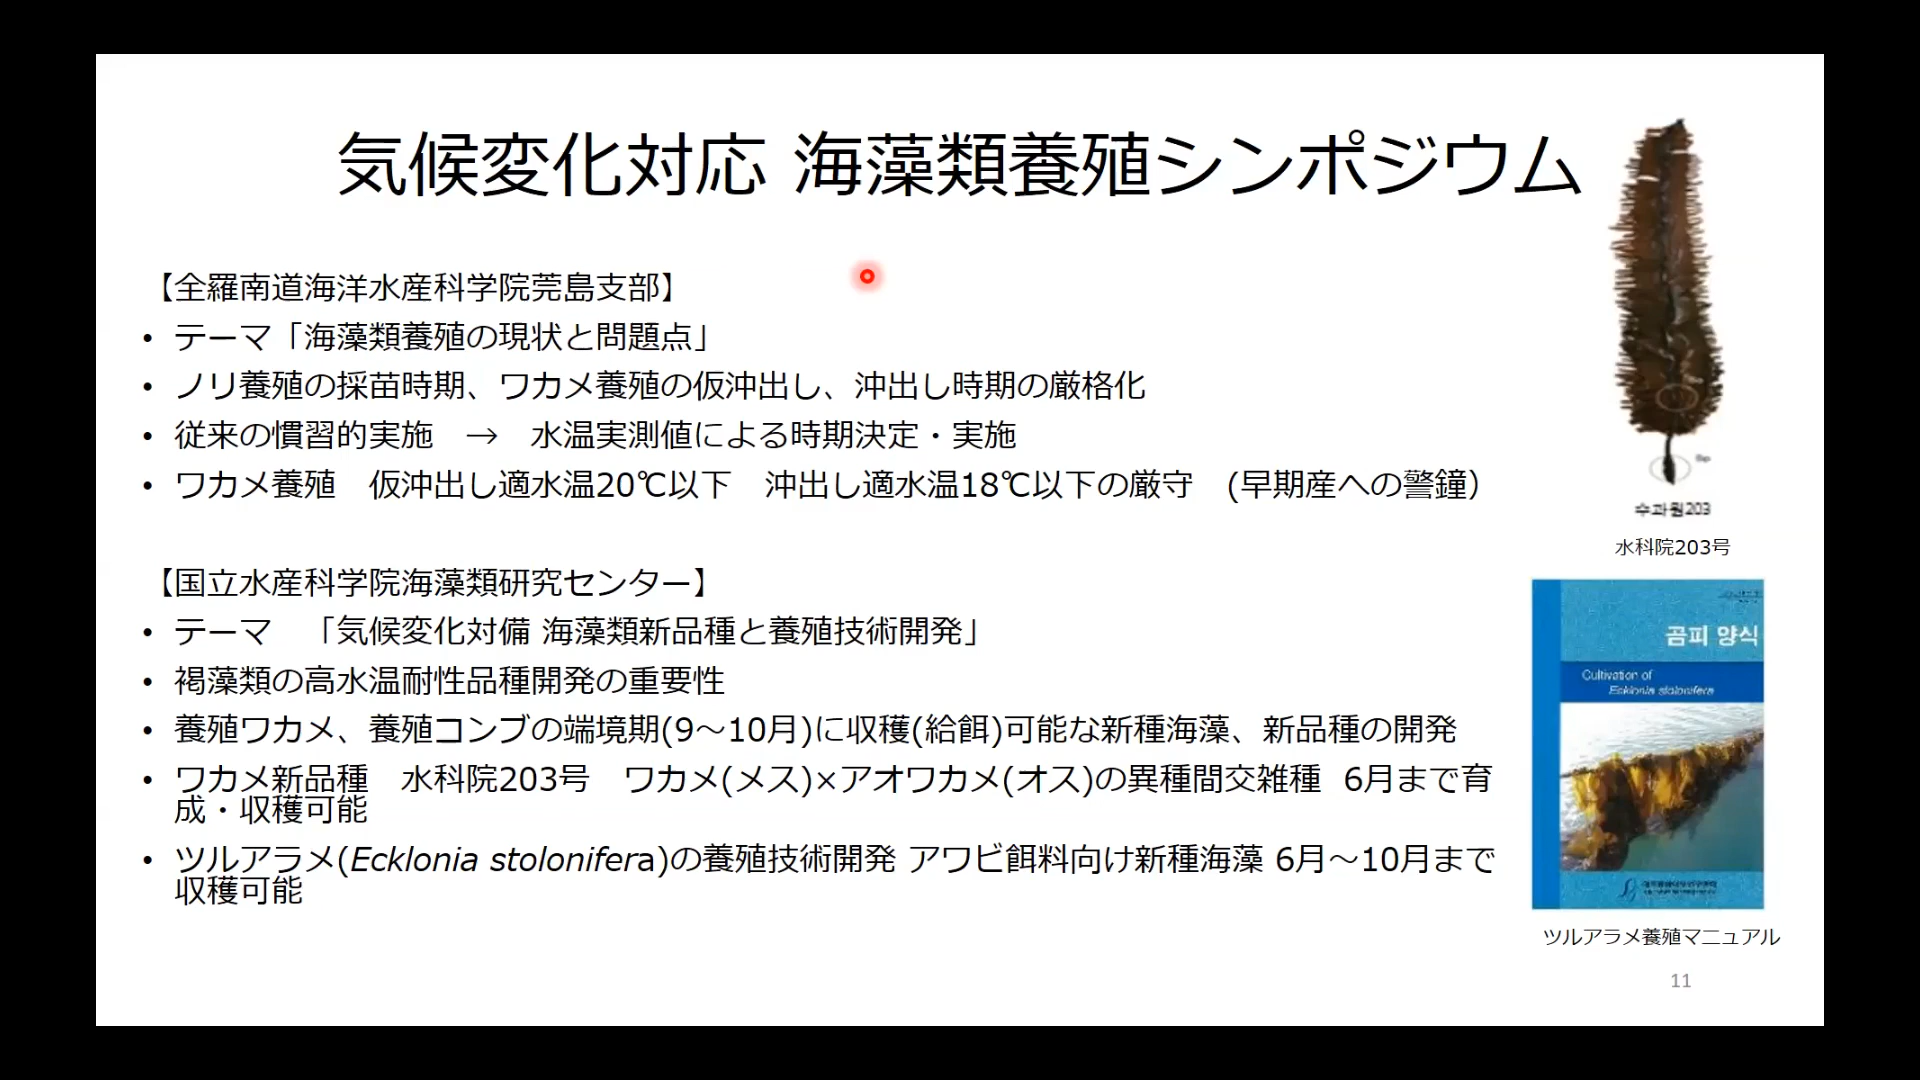 気候変化対応 海藻類養殖シンポジウム
【全羅南道海洋水産科学院莞島支部】
• テーマ「海藻類養殖の現状と問題点」
• ノリ養殖の採苗時期、ワカメ養殖の仮沖出し、沖出し時期の厳格化
• 従来の慣習的実施　→　水温実測値による時期決定・実施
• ワカメ養殖　仮沖出し適水温20℃以下　沖出し適水温18℃以下の厳守　(早期産への警鐘）
【国立水産科学院海藻類研究センター】
• テーマ　「気候変化対備 海藻類新品種と養殖技術開発」
• 褐藻類の高水温耐性品種開発の重要性
• 養殖ワカメ、養殖コンブの端境期(9～10月)に収穫(給餌)可能な新種海藻、新品種の開発
• ワカメ新品種　水科院203号　ワカメ(メス)×アオワカメ(オス)の異種間交雑種 6月まで育
成・収穫可能
• ツルアラメ(Ecklonia stolonifera)の養殖技術開発 アワビ餌料向け新種海藻 6月～10月まで
収穫可能
수과원203
水科院203号
곰피 양식
Cultivation of
Ecklonia stolonifera
ツルアラメ養殖マニュアル
11